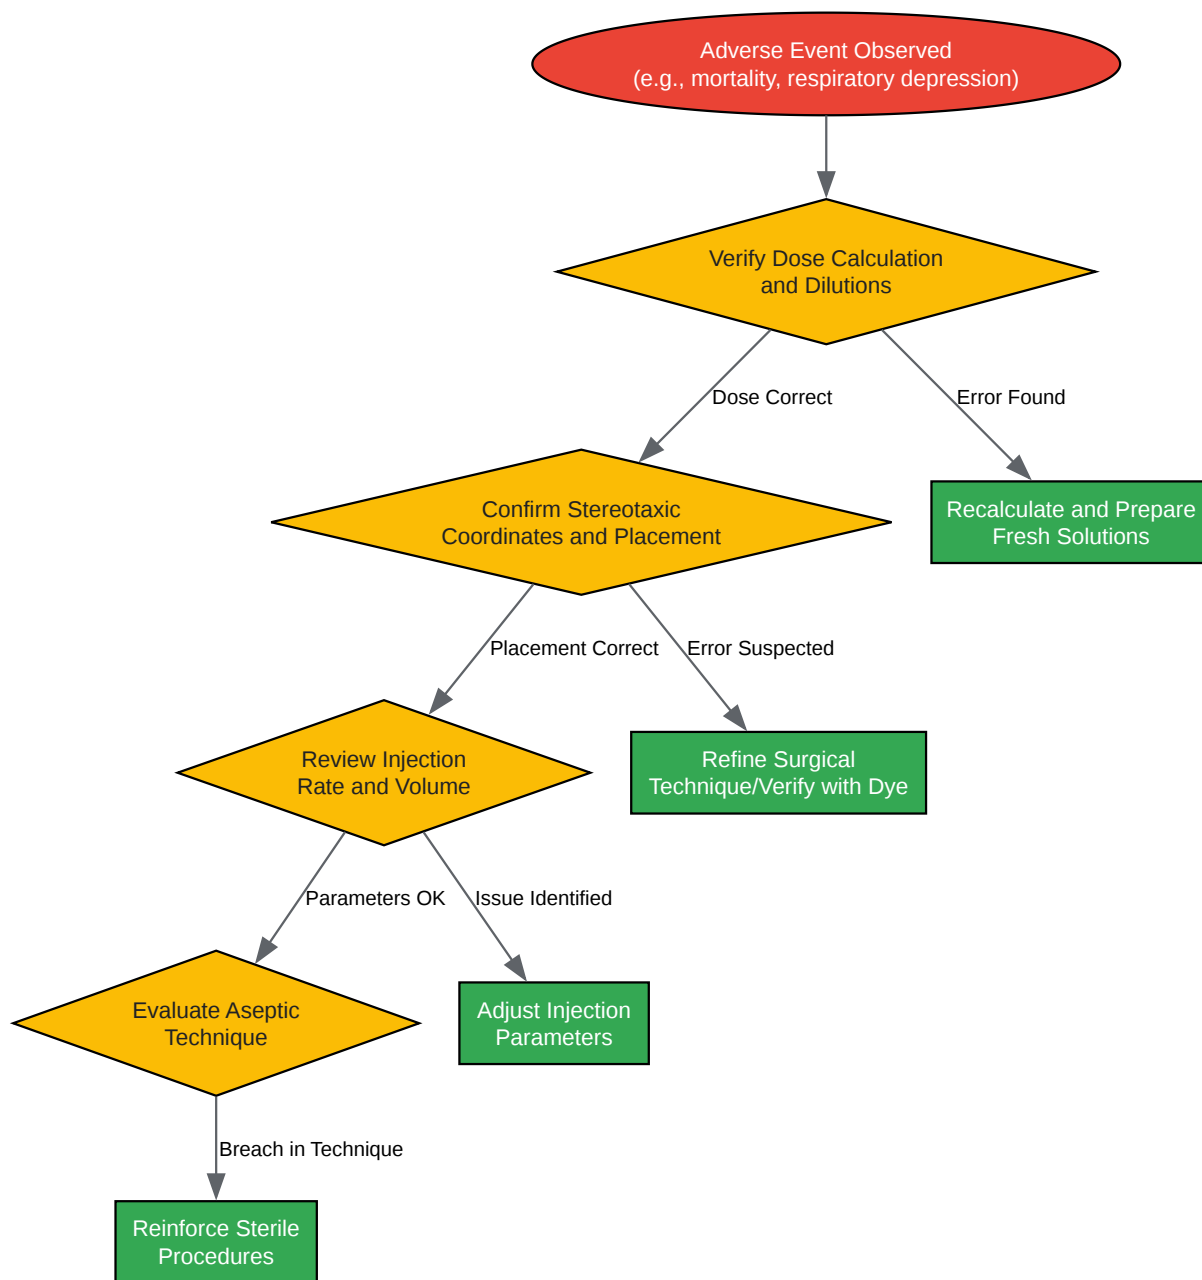 Adverse Event Observed
(e.g., mortality, respiratory depression)
Verify Dose Calculation
and Dilutions
Dose Correct
Error Found
Confirm Stereotaxic
Coordinates and Placement
Recalculate and Prepare
Fresh Solutions
Placement Correct
Error Suspected
Review Injection
Rate and Volume
Refine Surgical
Technique/Verify with Dye
Parameters OK
Issue Identified
Evaluate Aseptic
Technique
Adjust Injection
Parameters
Breach in Technique
Reinforce Sterile
Procedures